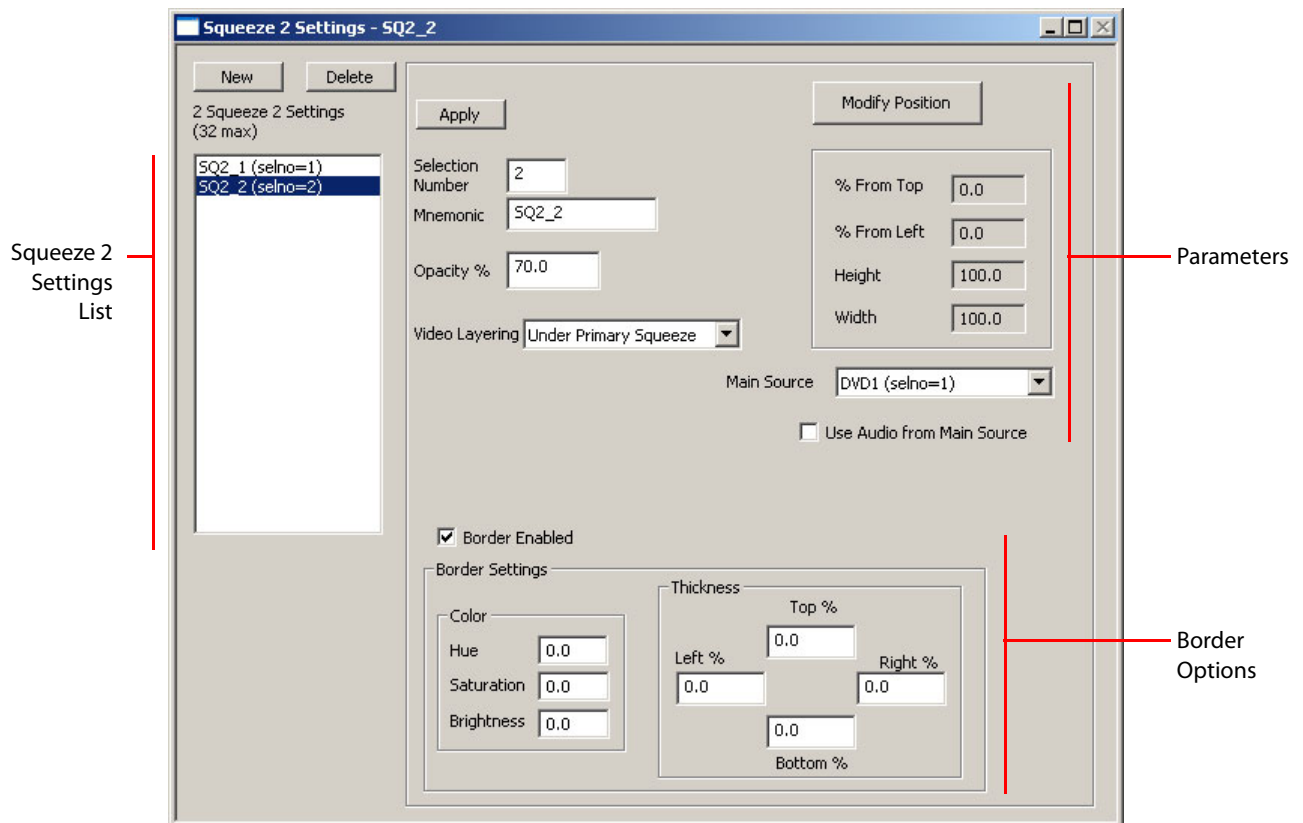 Squeeze 2 Settings - SQ2_2
New
Delete
2 Squeeze 2 Settings
(32 max)
SQ2_1 (selno=1)
SQ2_2 (selno=2)
Squeeze 2
Settings
List
Apply
Modify Position
Selection
Number
2
Mnemonic
SQ2_2
Opacity %
70.0
Video Layering
Under Primary Squeeze
% From Top
0.0
% From Left
0.0
Height
100.0
Width
100.0
Parameters
Main Source
DVD1 (selno=1)
Use Audio from Main Source
Border Enabled
Border Settings
Color
Hue
0.0
Saturation
0.0
Brightness
0.0
Thickness
Top %
0.0
Left %
0.0
Right %
0.0
0.0
Bottom %
Border
Options